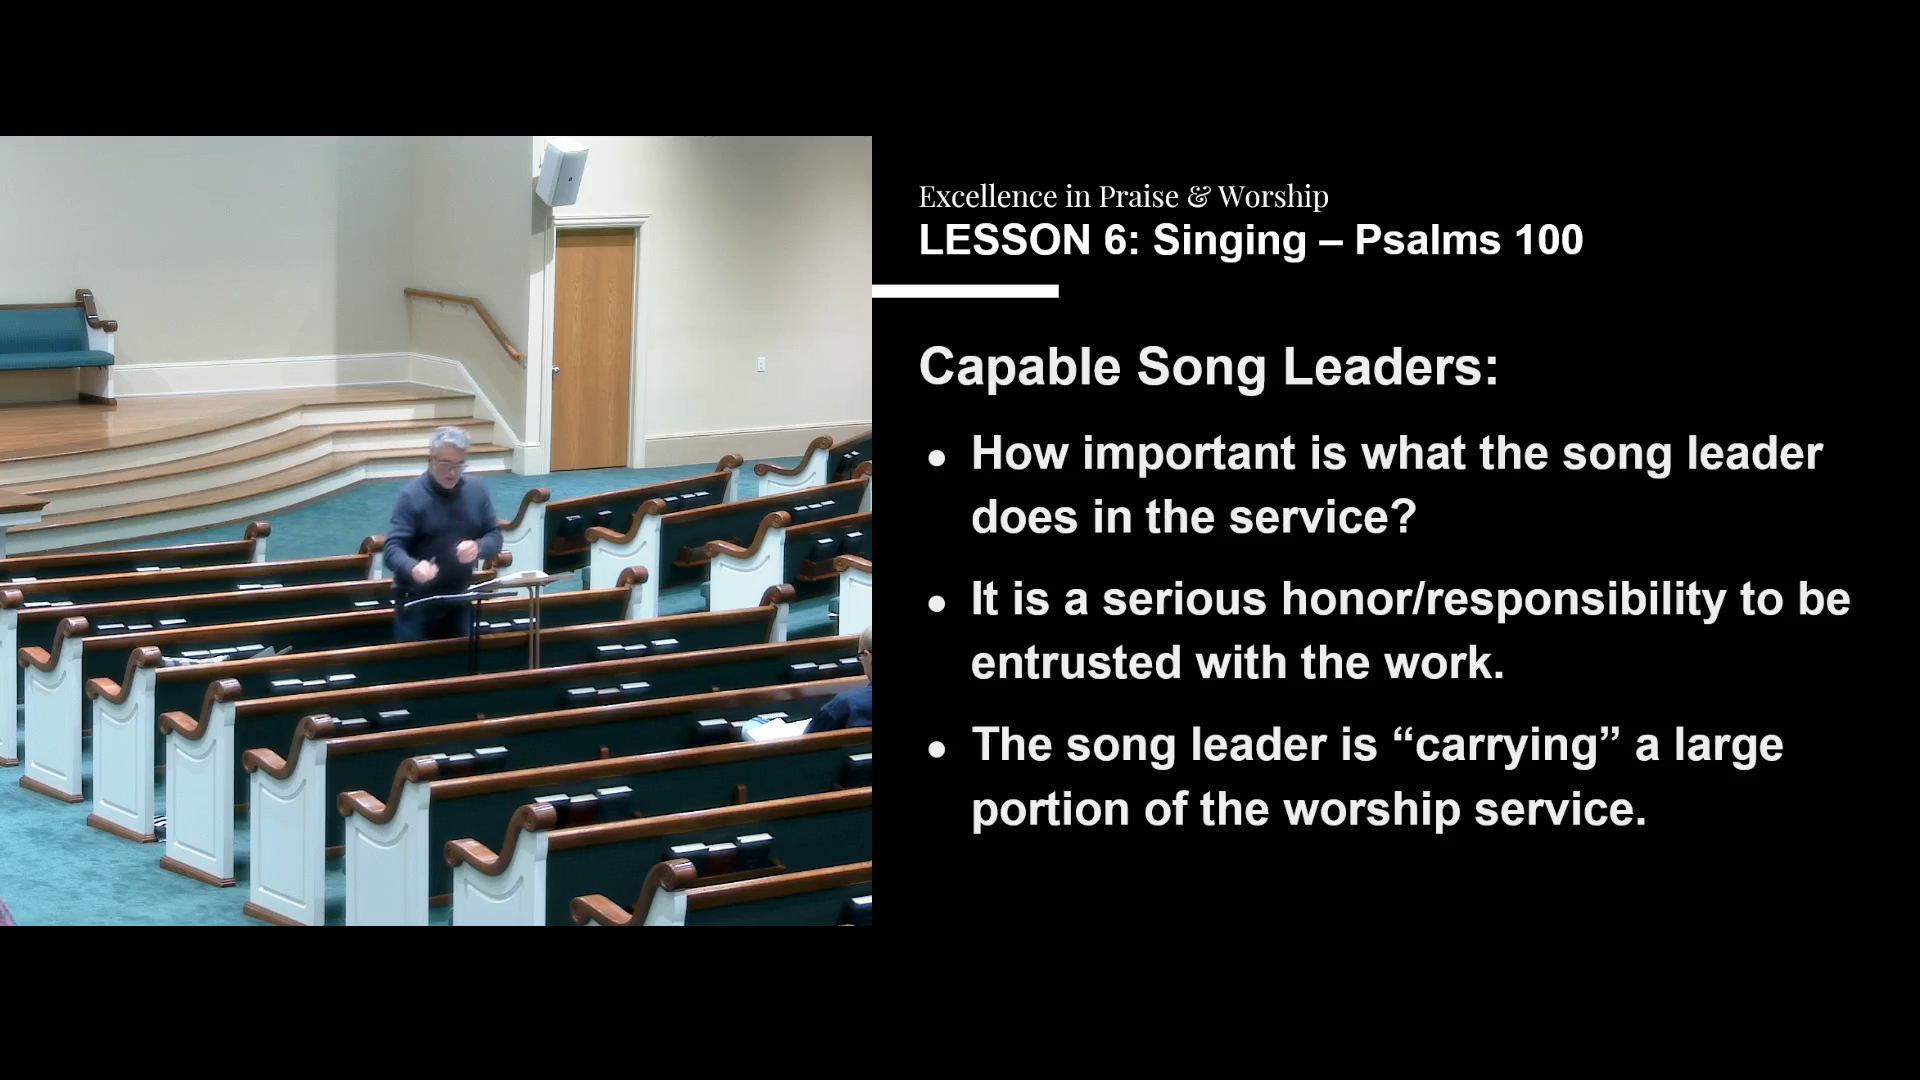 Excellence in Praise & Worship
LESSON 6: Singing – Psalms 100
Capable Song Leaders:
● How important is what the song leader
does in the service?
● It is a serious honor/responsibility to be
entrusted with the work.
● The song leader is “carrying” a large
portion of the worship service.